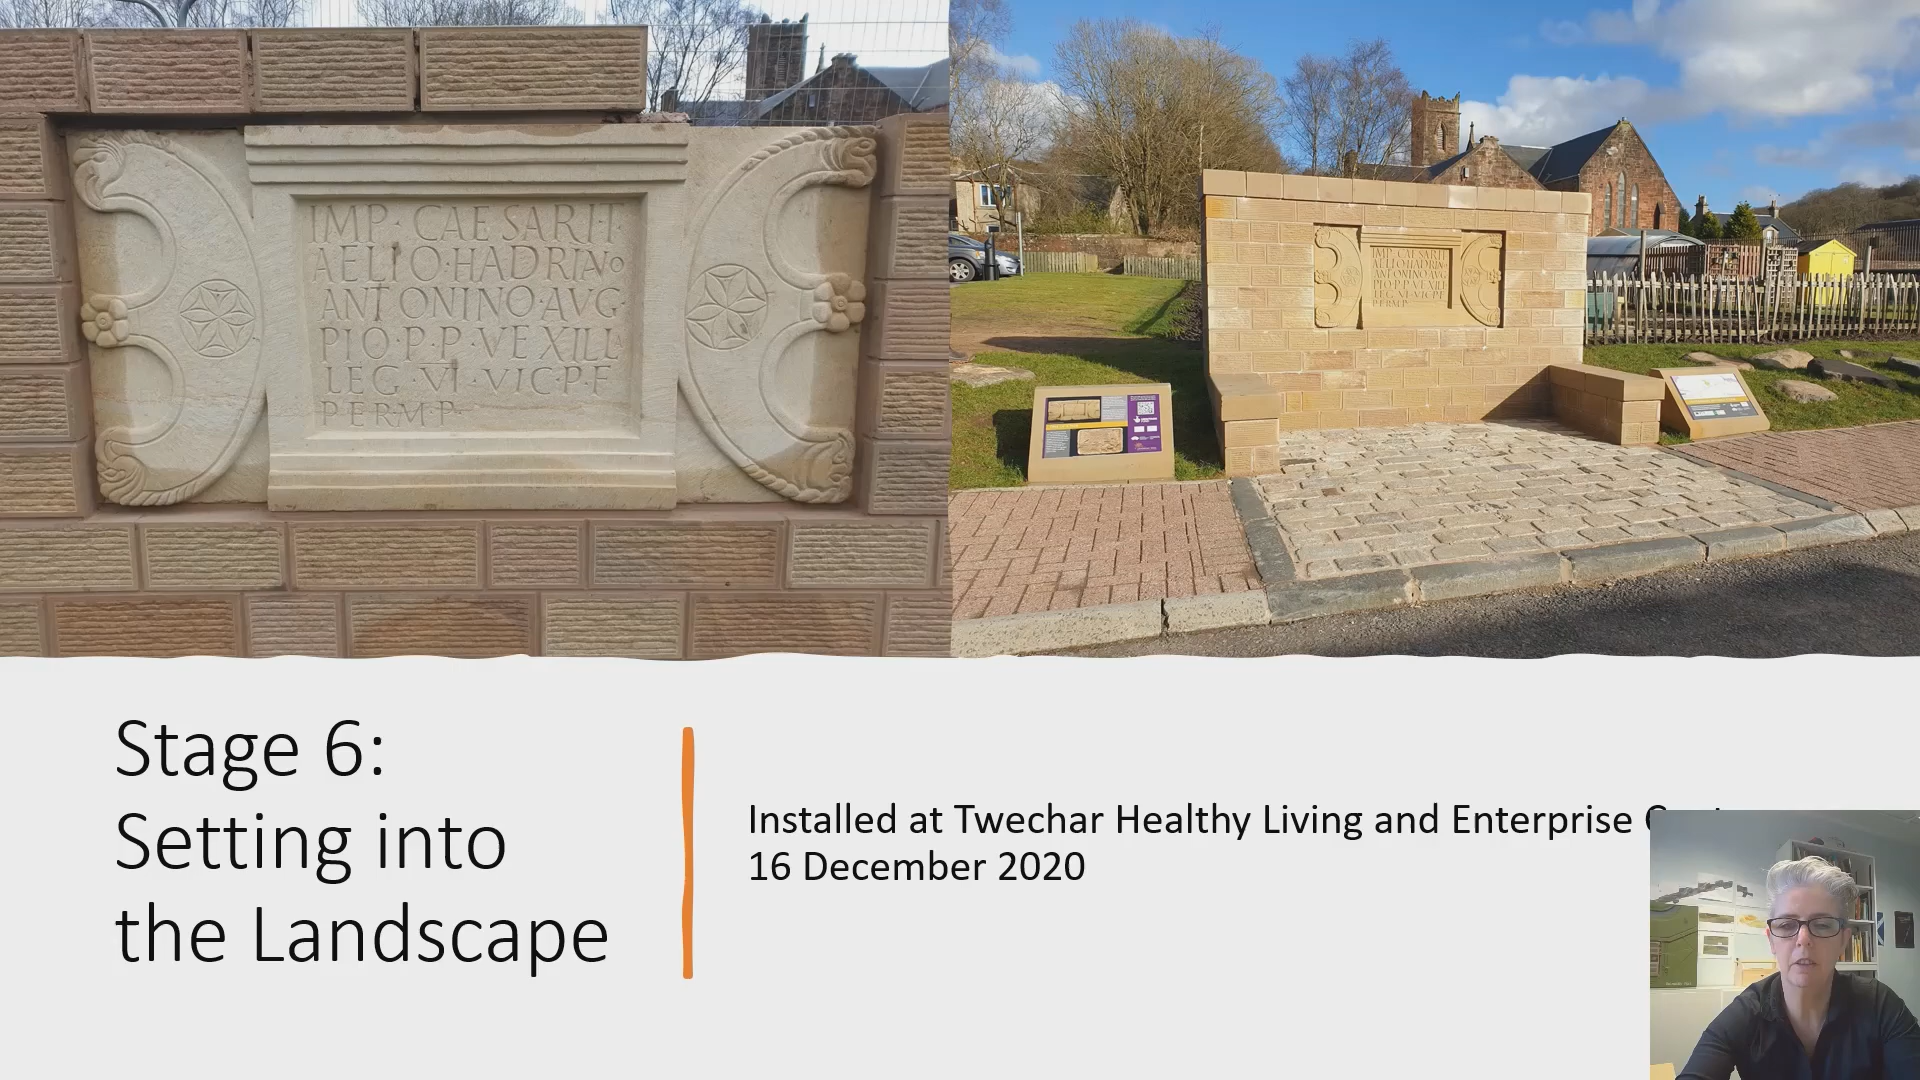 IMP· CAESARI·T
AELIO·HADRIANO
ANTONINO·AVG
PIO·P·P·VEXILLA
LEG·VI·VIC·P·F
PER·M·P·
Stage 6:
Setting into
the Landscape
Installed at Twechar Healthy Living and Enterprise
16 December 2020